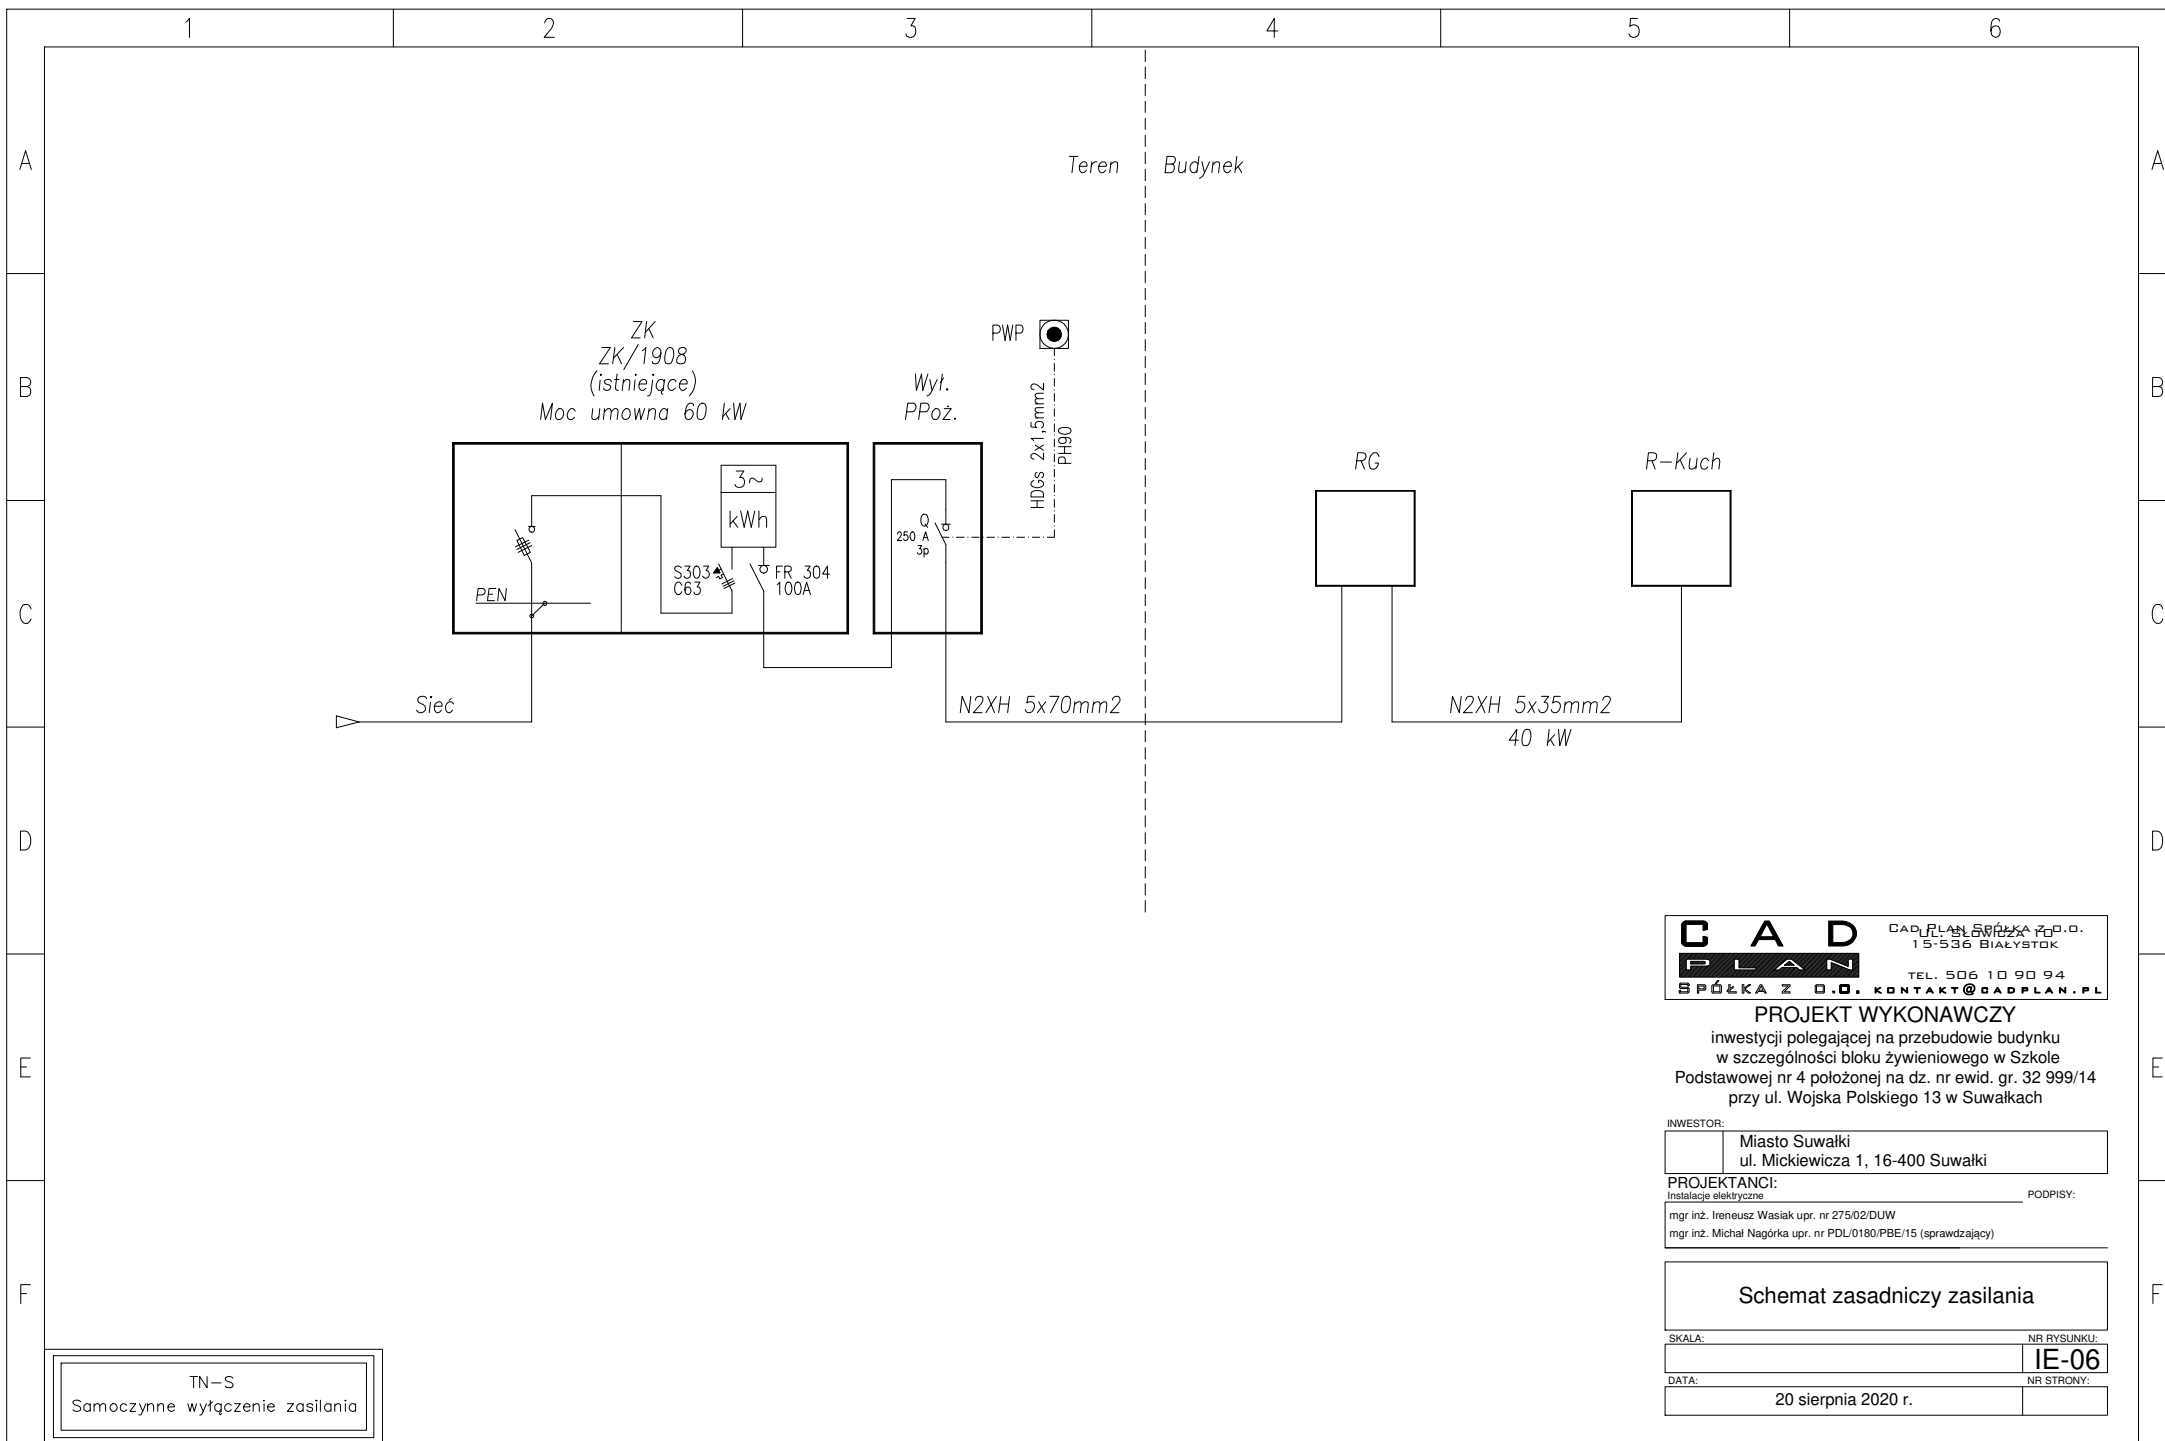 1 2 3 4 5 6
A A
B B
C C
D D
E E
F F
Teren Budynek
ZK
ZK/1908
(istniejące)
Moc umowna 60 kW
Wył.
PPoż.
PWP
HDGs 2x1,5mm2
PH90
3~
kWh
S303
C63
FR 304
100A
PEN
Q
250 A
3p
RG
R-Kuch
Sieć
N2XH 5x70mm2
N2XH 5x35mm2
40 kW
CAD
PLAN
SPÓŁKA Z O.O.
CAD PLAN SPÓŁKA Z O.O.
UL. SŁOWICZA 10
15-536 BIAŁYSTOK
TEL. 506 10 90 94
KONTAKT@CADPLAN.PL
PROJEKT WYKONAWCZY
inwestycji polegającej na przebudowie budynku
w szczególności bloku żywieniowego w Szkole
Podstawowej nr 4 położonej na dz. nr ewid. gr. 32 999/14
przy ul. Wojska Polskiego 13 w Suwałkach
INWESTOR:
Miasto Suwałki
ul. Mickiewicza 1, 16-400 Suwałki
PROJEKTANCI:
Instalacje elektryczne
PODPISY:
mgr inż. Ireneusz Wasiak upr. nr 275/02/DUW
mgr inż. Michał Nagórka upr. nr PDL/0180/PBE/15 (sprawdzający)
Schemat zasadniczy zasilania
SKALA:
NR RYSUNKU:
IE-06
DATA:
NR STRONY:
20 sierpnia 2020 r.
TN-S
Samoczynne wyłączenie zasilania